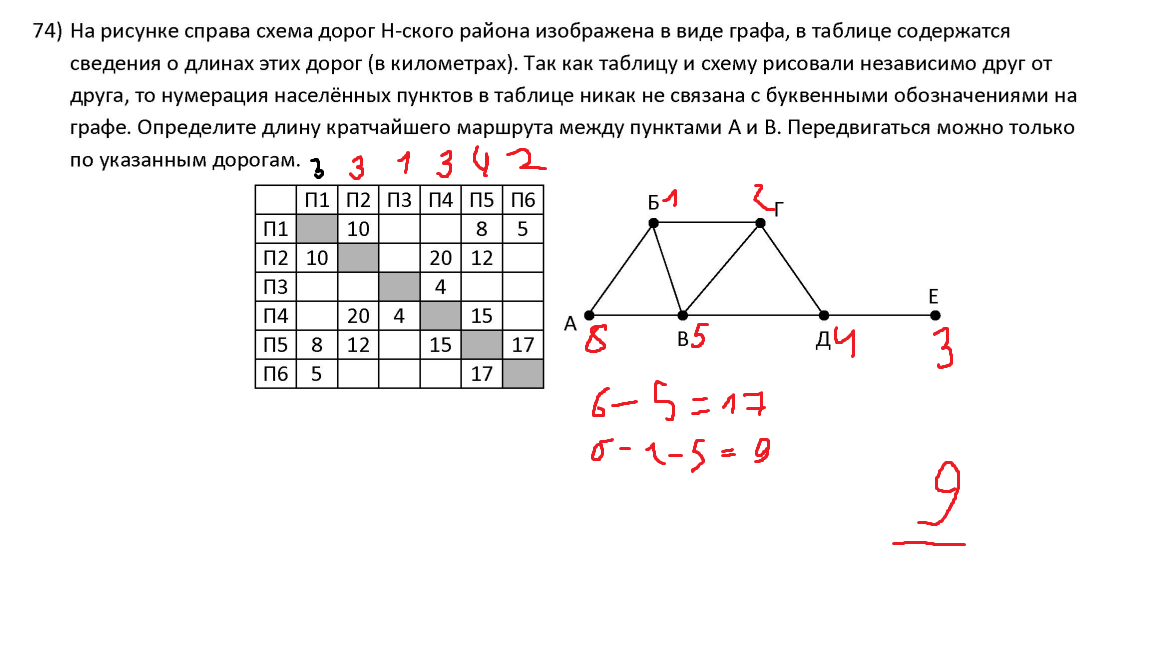 74) На рисунке справа схема дорог Н-ского района изображена в виде графа, в таблице содержатся
сведения о длинах этих дорог (в километрах). Так как таблицу и схему рисовали независимо друг от
друга, то нумерация населённых пунктов в таблице никак не связана с буквенными обозначениями на
графе. Определите длину кратчайшего маршрута между пунктами А и В. Передвигаться можно только
по указанным дорогам.
3 3 1 3 4 2
П1 П2 П3 П4 П5 П6
П1 10 8 5
П2 10 20 12
П3 4
П4 20 4 15
П5 8 12 15 17
П6 5 17
Б 1 2 Г
Е
А В 5 Д 4
8 3
6 – 5 = 17
– 1 – 5 = 9
9